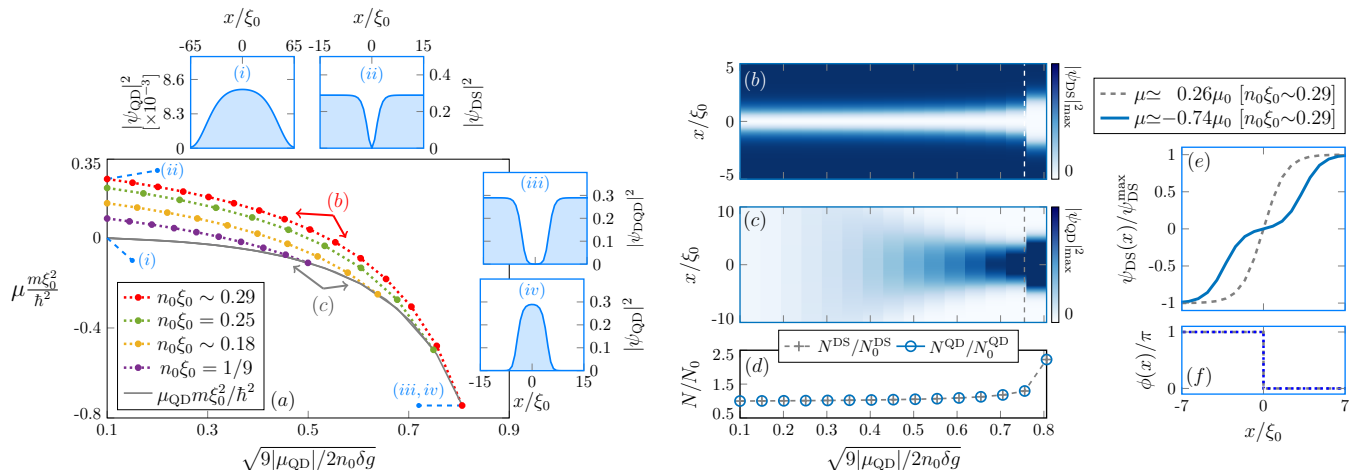 x/ξ₀
-65 0 65
|ψ_QD|² [×10⁻³]
8.6
8.3
0
(i)
x/ξ₀
-15 0 15
(ii)
0.4
0.2
0
|ψ_DS|²
0.35
0
-0.4
-0.8
μ mξ₀²/ħ²
(ii)
(i)
(b)
(c)
n₀ξ₀ ∼ 0.29
n₀ξ₀ = 0.25
n₀ξ₀ ∼ 0.18
n₀ξ₀ = 1/9
μ_QD mξ₀²/ħ²
(a)
(iii, iv)
0.1 0.3 0.5 0.7 0.9
√9|μ_QD|/2n₀δg
(iii)
0.3
0.2
0.1
0
|ψ_DQD|²
(iv)
0.3
0.2
0.1
0
|ψ_QD|²
-15 0 15
x/ξ₀
(b)
5
0
-5
x/ξ₀
|ψ_DS|²_max
0
(c)
10
0
-10
x/ξ₀
|ψ_QD|²_max
0
N^DS/N₀^DS N^QD/N₀^QD
(d)
2.5
1.5
0.5
N/N₀
0.1 0.2 0.3 0.4 0.5 0.6 0.7 0.8
√9|μ_QD|/2n₀δg
μ≃ 0.26μ₀ [n₀ξ₀∼0.29]
μ≃−0.74μ₀ [n₀ξ₀∼0.29]
(e)
1
0.5
0
-0.5
-1
ψ_DS(x)/ψ_DS^max
1
0
ϕ(x)/π
(f)
-7 0 7
x/ξ₀